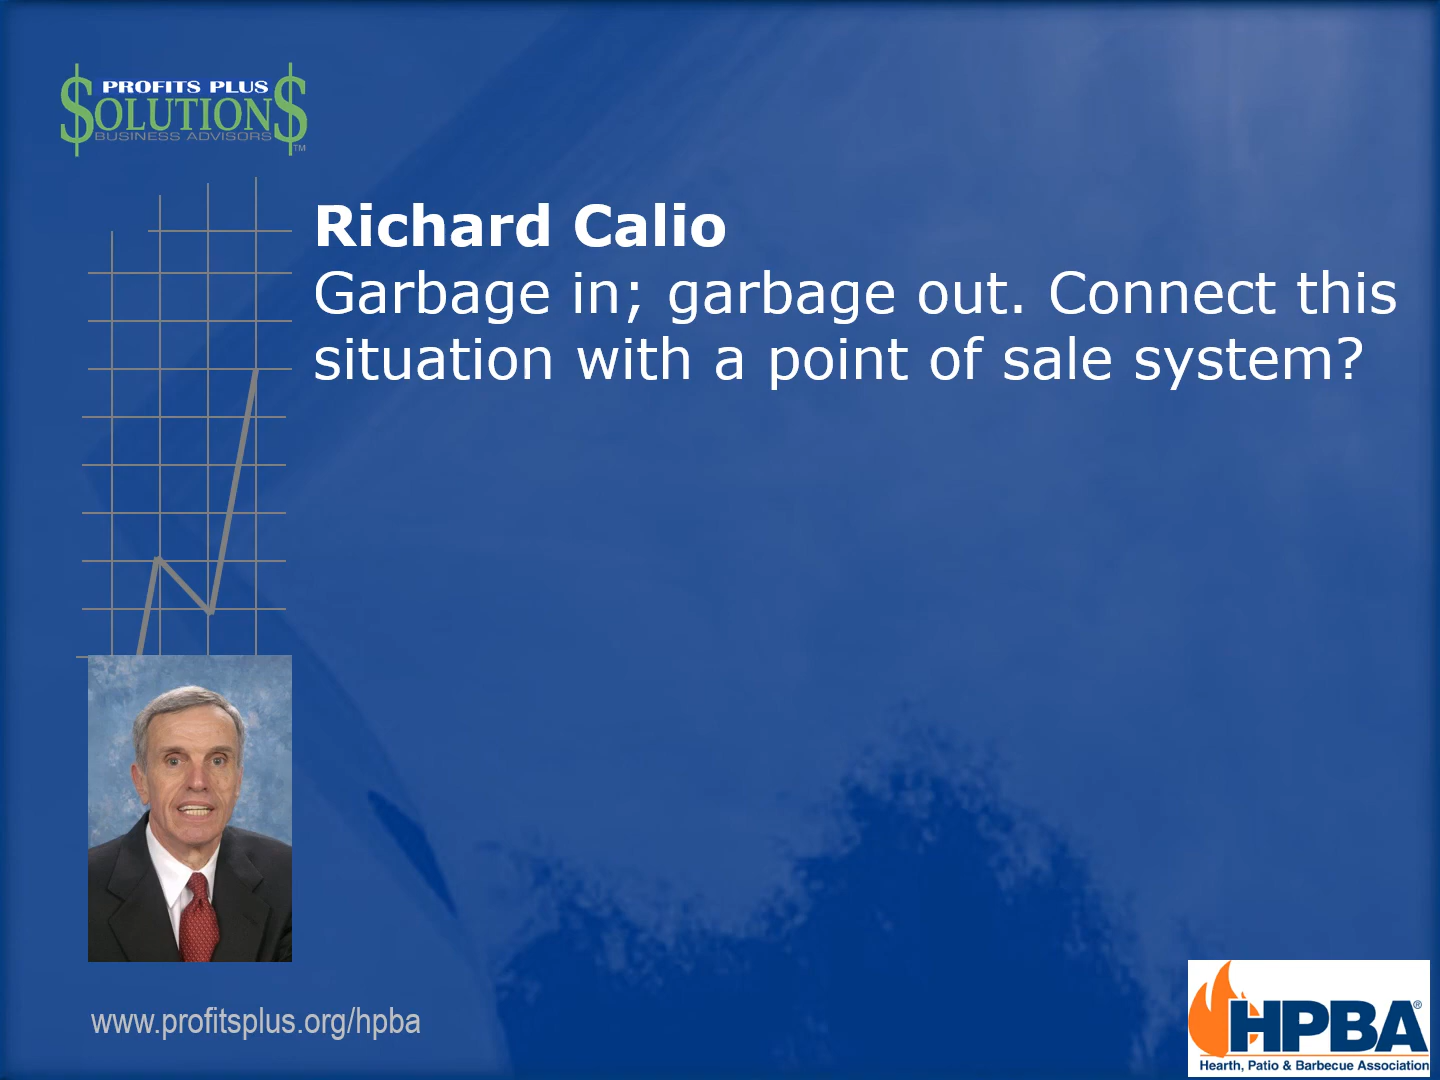 PROFITS PLUS
$OLUTION$
BUSINESS ADVISORS
TM
Richard Calio
Garbage in; garbage out. Connect this
situation with a point of sale system?
www.profitsplus.org/hpba
HPBA®
Hearth, Patio & Barbecue Association